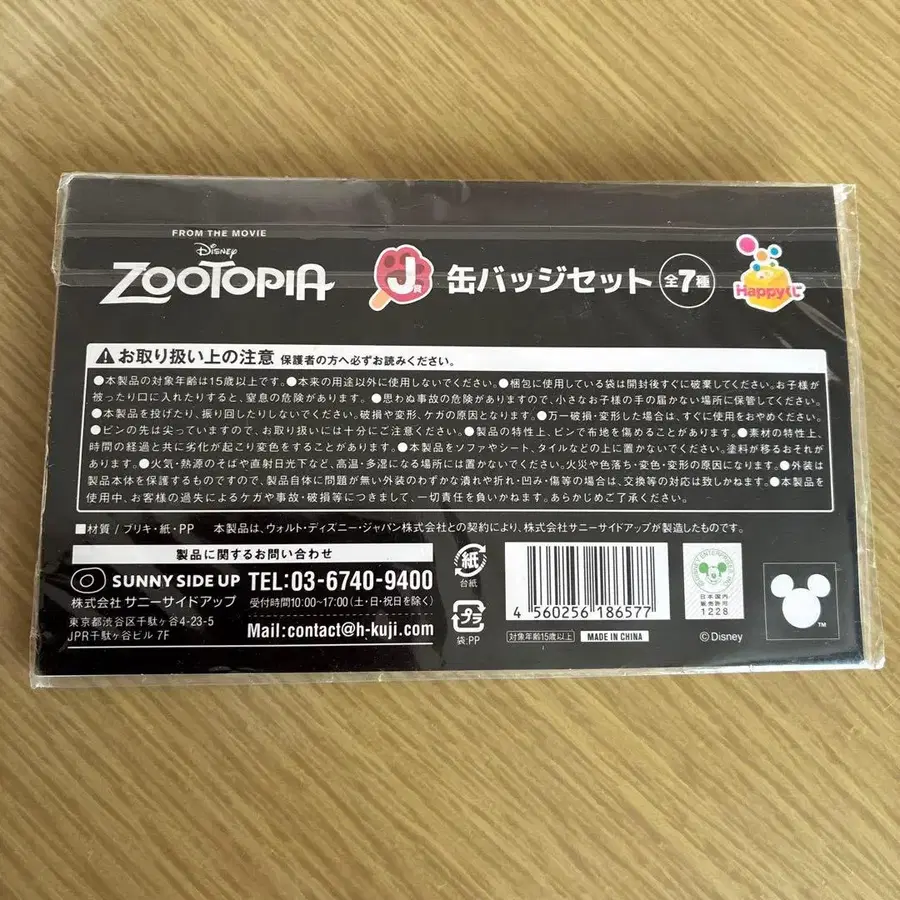 FROM THE MOVIE
Disney
ZOOTOPIA
J賞 缶バッジセット 全7種 Happyくじ
お取り扱い上の注意 保護者の方へ必ずお読みください。
●本製品の対象年齢は15歳以上です。●本来の用途以外に使用しないでください。●梱包に使用している袋は開封後すぐに破棄してください。お子様が
被ったり口に入れたりすると、窒息の危険があります。●思わぬ事故の危険がありますので、小さなお子様の手の届かない場所に保管してください。
●本製品を投げたり、振り回したりしないでください。破損や変形、ケガの原因となります。●万一破損・変形した場合は、すぐに使用をおやめください。
●ピンの先は尖っていますので、お取り扱いには十分にご注意ください。●製品の特性上、ピンで布地を傷めることがあります。●素材の特性上、
時間の経過と共に劣化が起こり変色をすることがあります。●本製品をソファやシート、タイルなどの上に置かないでください。塗料が移るおそれが
あります。●火気・熱源のそばや直射日光下など、高温・多湿になる場所には置かないでください。火災や色落ち・変色・変形の原因になります。●外装は
製品本体を保護するものですので、製品自体に問題が無い外装のわずかな潰れや折れ・凹み・傷等の場合は、交換等の対応は致しかねます。●本製品を
使用中、お客様の過失によるケガや事故・破損等につきまして、一切責任を負いかねます。あらかじめご了承ください。
■材質 / ブリキ・紙・PP 本製品は、ウォルト・ディズニー・ジャパン株式会社との契約により、株式会社サニーサイドアップが製造したものです。
製品に関するお問い合わせ
SUNNY SIDE UP
株式会社 サニーサイドアップ
東京都渋谷区千駄ヶ谷4-23-5
JPR千駄ヶ谷ビル 7F
TEL:03-6740-9400
受付時間10:00~17:00(土・日・祝日を除く)
Mail:contact@h-kuji.com
紙
台紙
プラ
袋:PP
4 560256 186577
対象年齢15歳以上
MADE IN CHINA
日本国内
販売許可
1228
©Disney
TM